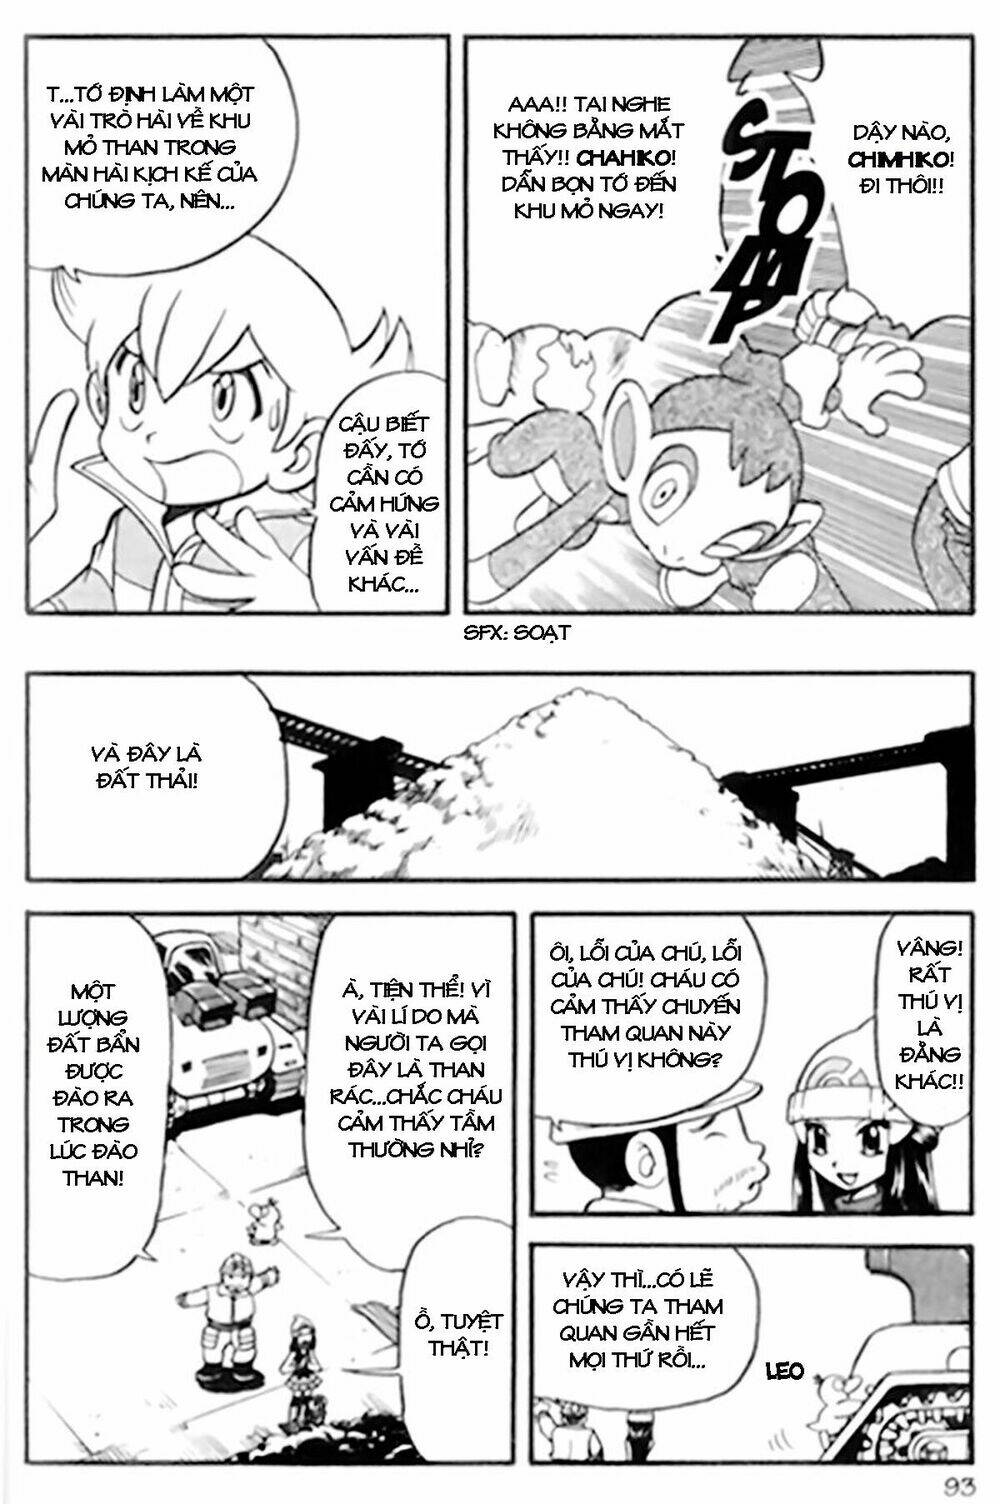 T...TỚ ĐỊNH LÀM MỘT
VÀI TRÒ HÀI VỀ KHU
MỎ THAN TRONG
MÀN HÀI KỊCH KẾ CỦA
CHÚNG TA, NÊN...
CẬU BIẾT
ĐẤY, TỚ
CẦN CÓ
CẢM HỨNG
VÀ VÀI
VẤN ĐỀ
KHÁC...
AAA!! TAI NGHE
KHÔNG BẰNG MẮT
THẤY!! CHAHIKO!
DẪN BỌN TỚ ĐẾN
KHU MỎ NGAY!
STOMP
DẬY NÀO,
CHIMHIKO!
ĐI THÔI!!
SFX: SOẠT
VÀ ĐÂY LÀ
ĐẤT THẢI!
MỘT
LƯỢNG
ĐẤT BẨN
ĐƯỢC
ĐÀO RA
TRONG
LÚC ĐÀO
THAN!
À, TIỆN THỂ! VÌ
VÀI LÍ DO MÀ
NGƯỜI TA GỌI
ĐÂY LÀ THAN
RÁC...CHẮC CHÁU
CẢM THẤY TẦM
THƯỜNG NHỈ?
Ồ, TUYỆT
THẬT!
ÔI, LỖI CỦA CHÚ, LỖI
CỦA CHÚ! CHÁU CÓ
CẢM THẤY CHUYẾN
THAM QUAN NÀY
THÚ VỊ KHÔNG?
VÂNG!
RẤT
THÚ VỊ
LÀ
ĐẰNG
KHÁC!!
VẬY THÌ...CÓ LẼ
CHÚNG TA THAM
QUAN GẦN HẾT
MỌI THỨ RỒI...
LEO
93